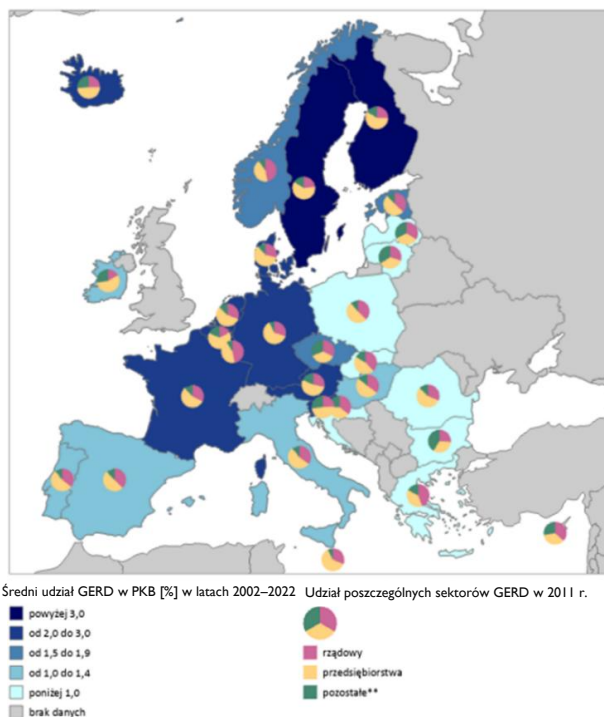 Średni udział GERD w PKB [%] w latach 2002–2022 Udział poszczególnych sektorów GERD w 2011 r.
powyżej 3,0
od 2,0 do 3,0
od 1,5 do 1,9
od 1,0 do 1,4
poniżej 1,0
brak danych
rządowy
przedsiębiorstwa
pozostałe**